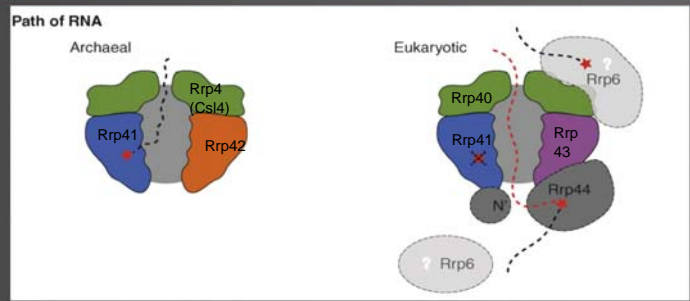 Path of RNA
Archaeal
Rrp4
(Csl4)
Rrp41
Rrp42
Eukaryotic
?
Rrp6
Rrp40
Rrp41
Rrp
43
Rrp44
N'
? Rrp6